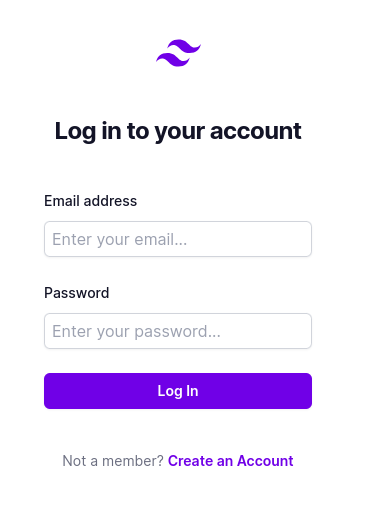 Log in to your account
Email address
Enter your email...
Password
Enter your password...
Log In
Not a member? Create an Account